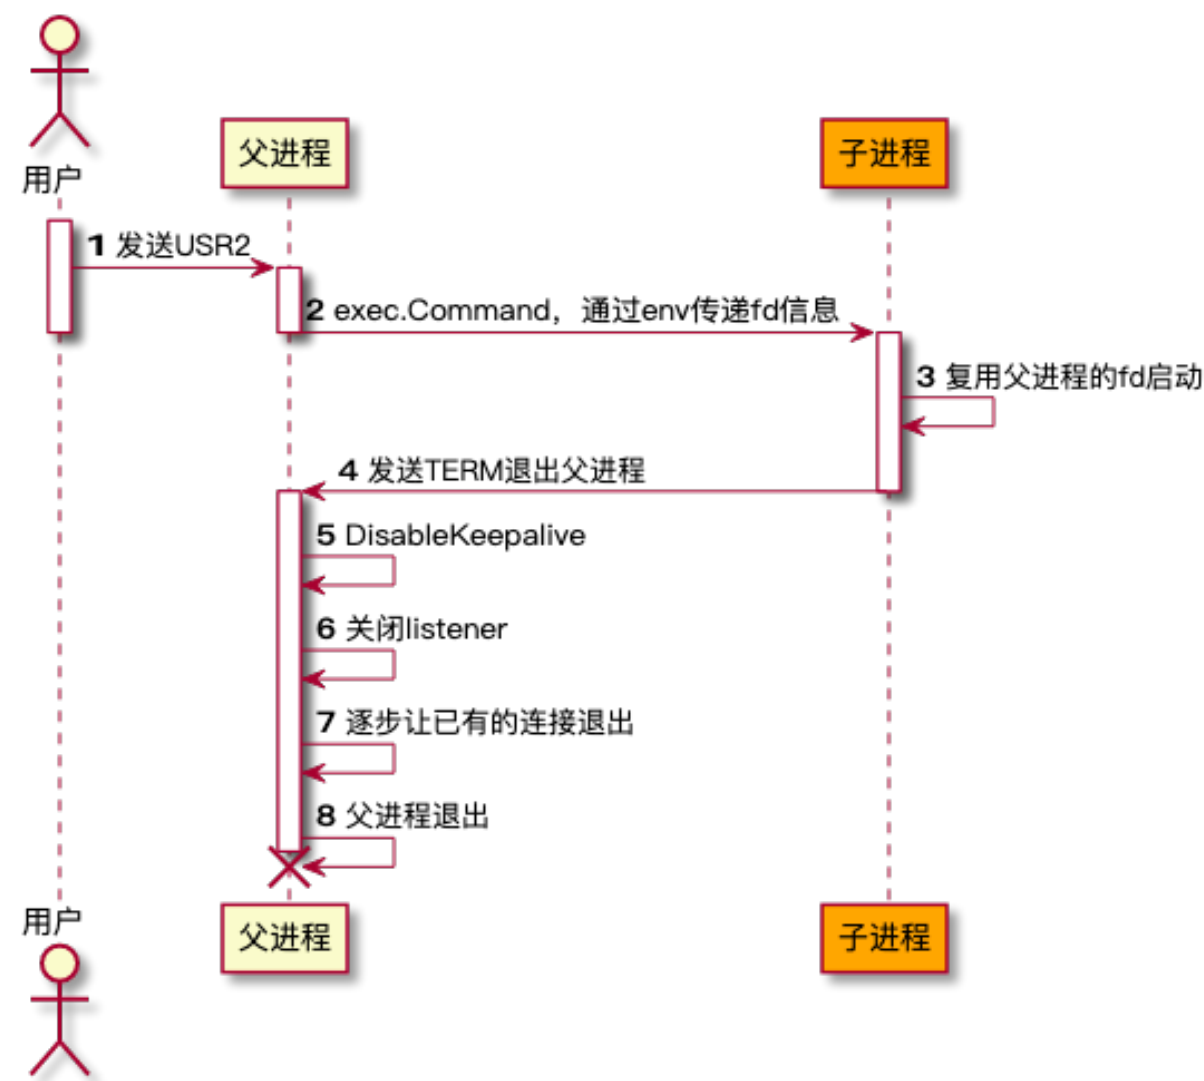 用户
父进程
子进程
1 发送USR2
2 exec.Command，通过env传递fd信息
3 复用父进程的fd启动
4 发送TERM退出父进程
5 DisableKeepalive
6 关闭listener
7 逐步让已有的连接退出
8 父进程退出
用户
父进程
子进程